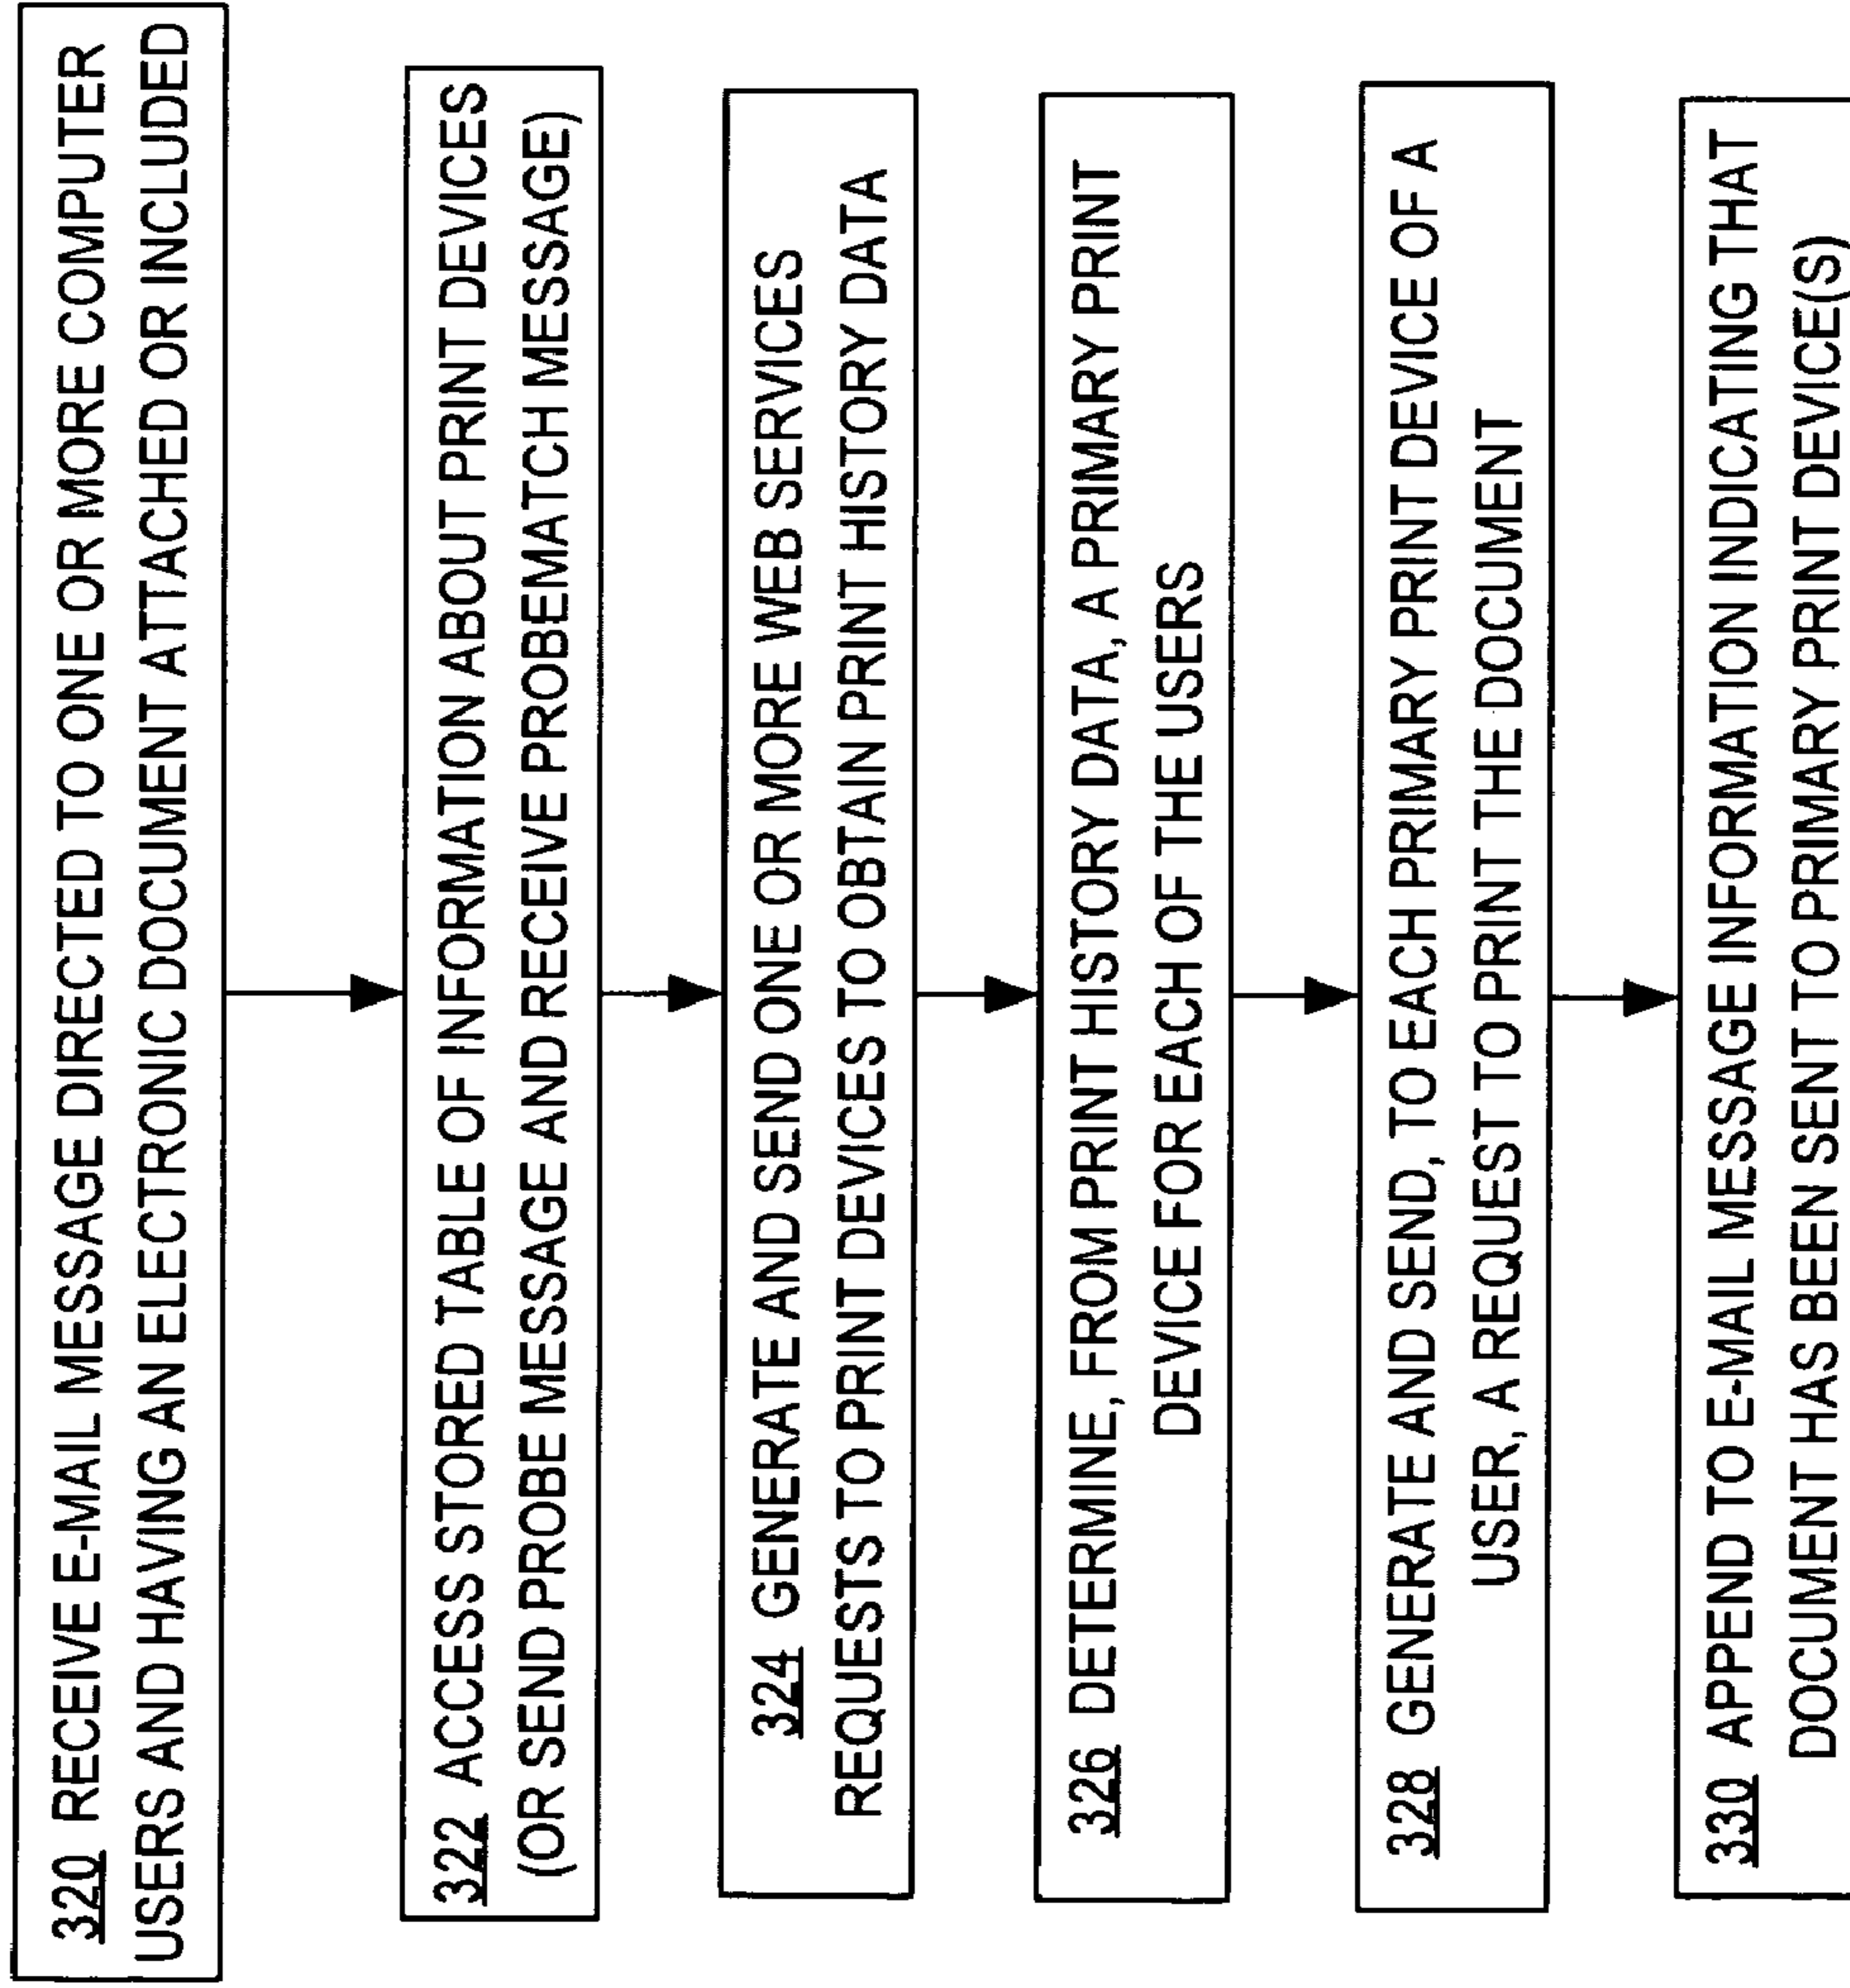 320 RECEIVE E-MAIL MESSAGE DIRECTED TO ONE OR MORE COMPUTER
USERS AND HAVING AN ELECTRONIC DOCUMENT ATTACHED OR INCLUDED
322 ACCESS STORED TABLE OF INFORMATION ABOUT PRINT DEVICES
(OR SEND PROBE MESSAGE AND RECEIVE PROBEMATCH MESSAGE)
324 GENERATE AND SEND ONE OR MORE WEB SERVICES
REQUESTS TO PRINT DEVICES TO OBTAIN PRINT HISTORY DATA
326 DETERMINE, FROM PRINT HISTORY DATA, A PRIMARY PRINT
DEVICE FOR EACH OF THE USERS
328 GENERATE AND SEND, TO EACH PRIMARY PRINT DEVICE OF A
USER, A REQUEST TO PRINT THE DOCUMENT
330 APPEND TO E-MAIL MESSAGE INFORMATION INDICATING THAT
DOCUMENT HAS BEEN SENT TO PRIMARY PRINT DEVICE(S)